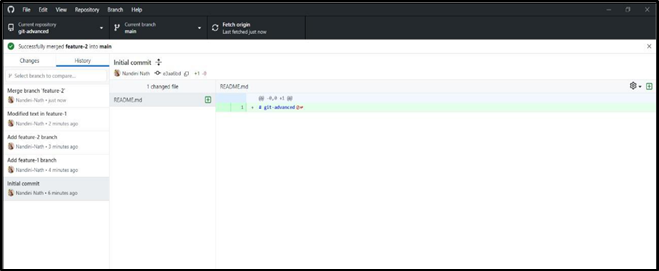 File Edit View Repository Branch Help
Current repository
git-advanced
Current branch
main
Fetch origin
Last fetched just now
Successfully merged feature-2 into main
Changes
History
Select branch to compare...
Merge branch 'feature-2'
Nandini-Nath • just now
Modified text in feature-1
Nandini-Nath • 2 minutes ago
Add feature-2 branch
Nandini-Nath • 3 minutes ago
Add feature-1 branch
Nandini-Nath • 4 minutes ago
Initial commit
Nandini Nath • 6 minutes ago
Initial commit
Nandini Nath
+1 -0
1 changed file
README.md
README.md
@@ -0,0 +1 @@
1 + # git-advanced